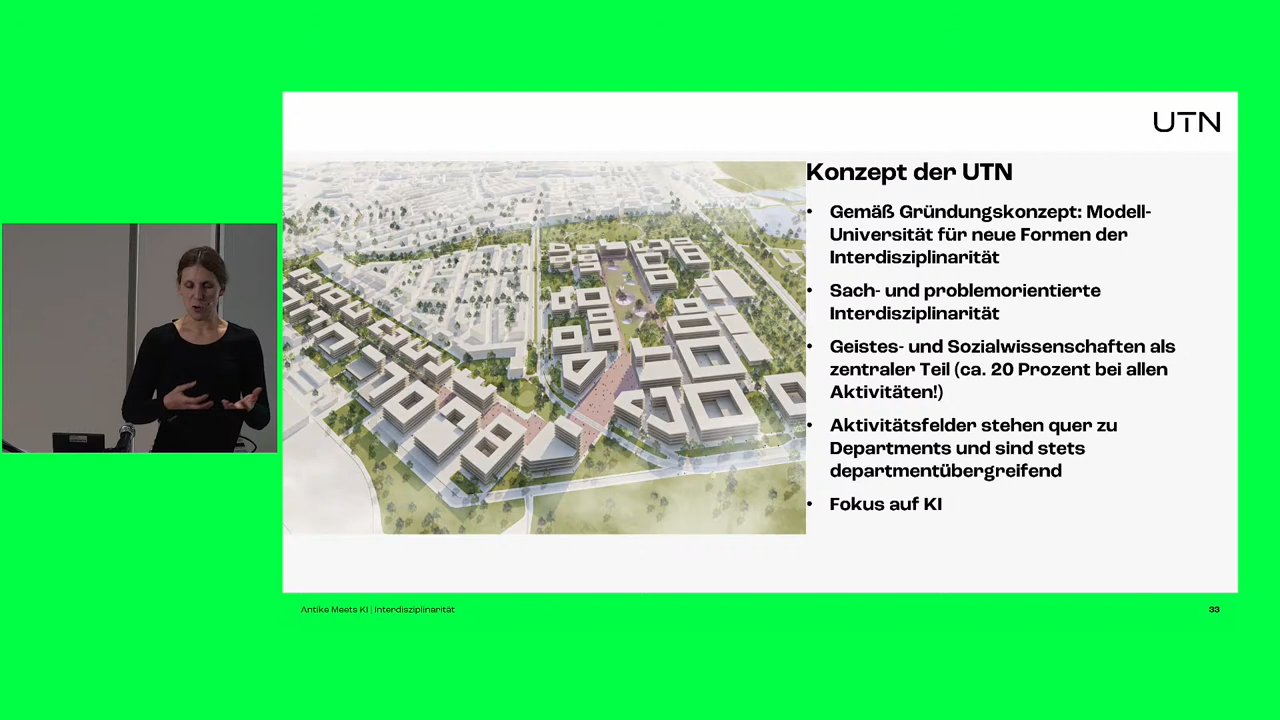 UTN
Konzept der UTN
• Gemäß Gründungskonzept: Modell-
Universität für neue Formen der
Interdisziplinarität
• Sach- und problemorientierte
Interdisziplinarität
• Geistes- und Sozialwissenschaften als
zentraler Teil (ca. 20 Prozent bei allen
Aktivitäten!)
• Aktivitätsfelder stehen quer zu
Departments und sind stets
departmentübergreifend
• Fokus auf KI
Antike Meets KI | Interdisziplinarität
33